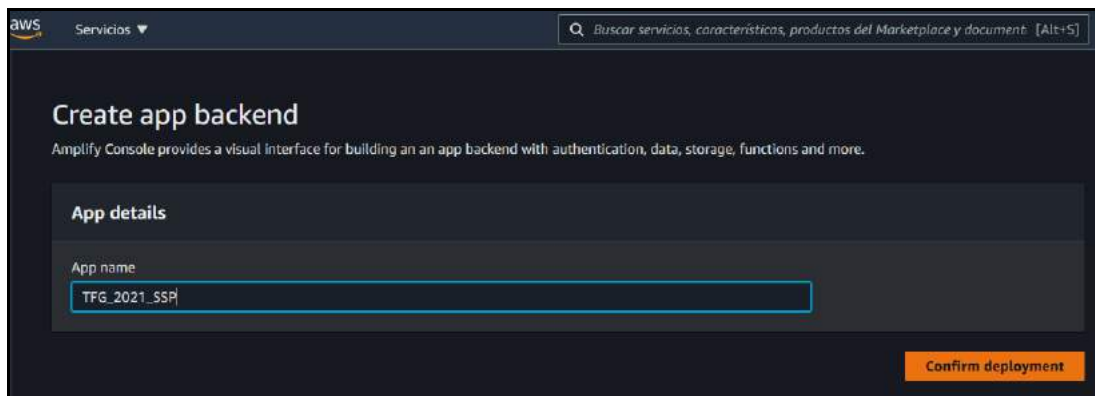 aws
Servicios ▼
Buscar servicios, características, productos del Marketplace y document [Alt+S]
Create app backend
Amplify Console provides a visual interface for building an an app backend with authentication, data, storage, functions and more.
App details
App name
TFG_2021_SSP
Confirm deployment